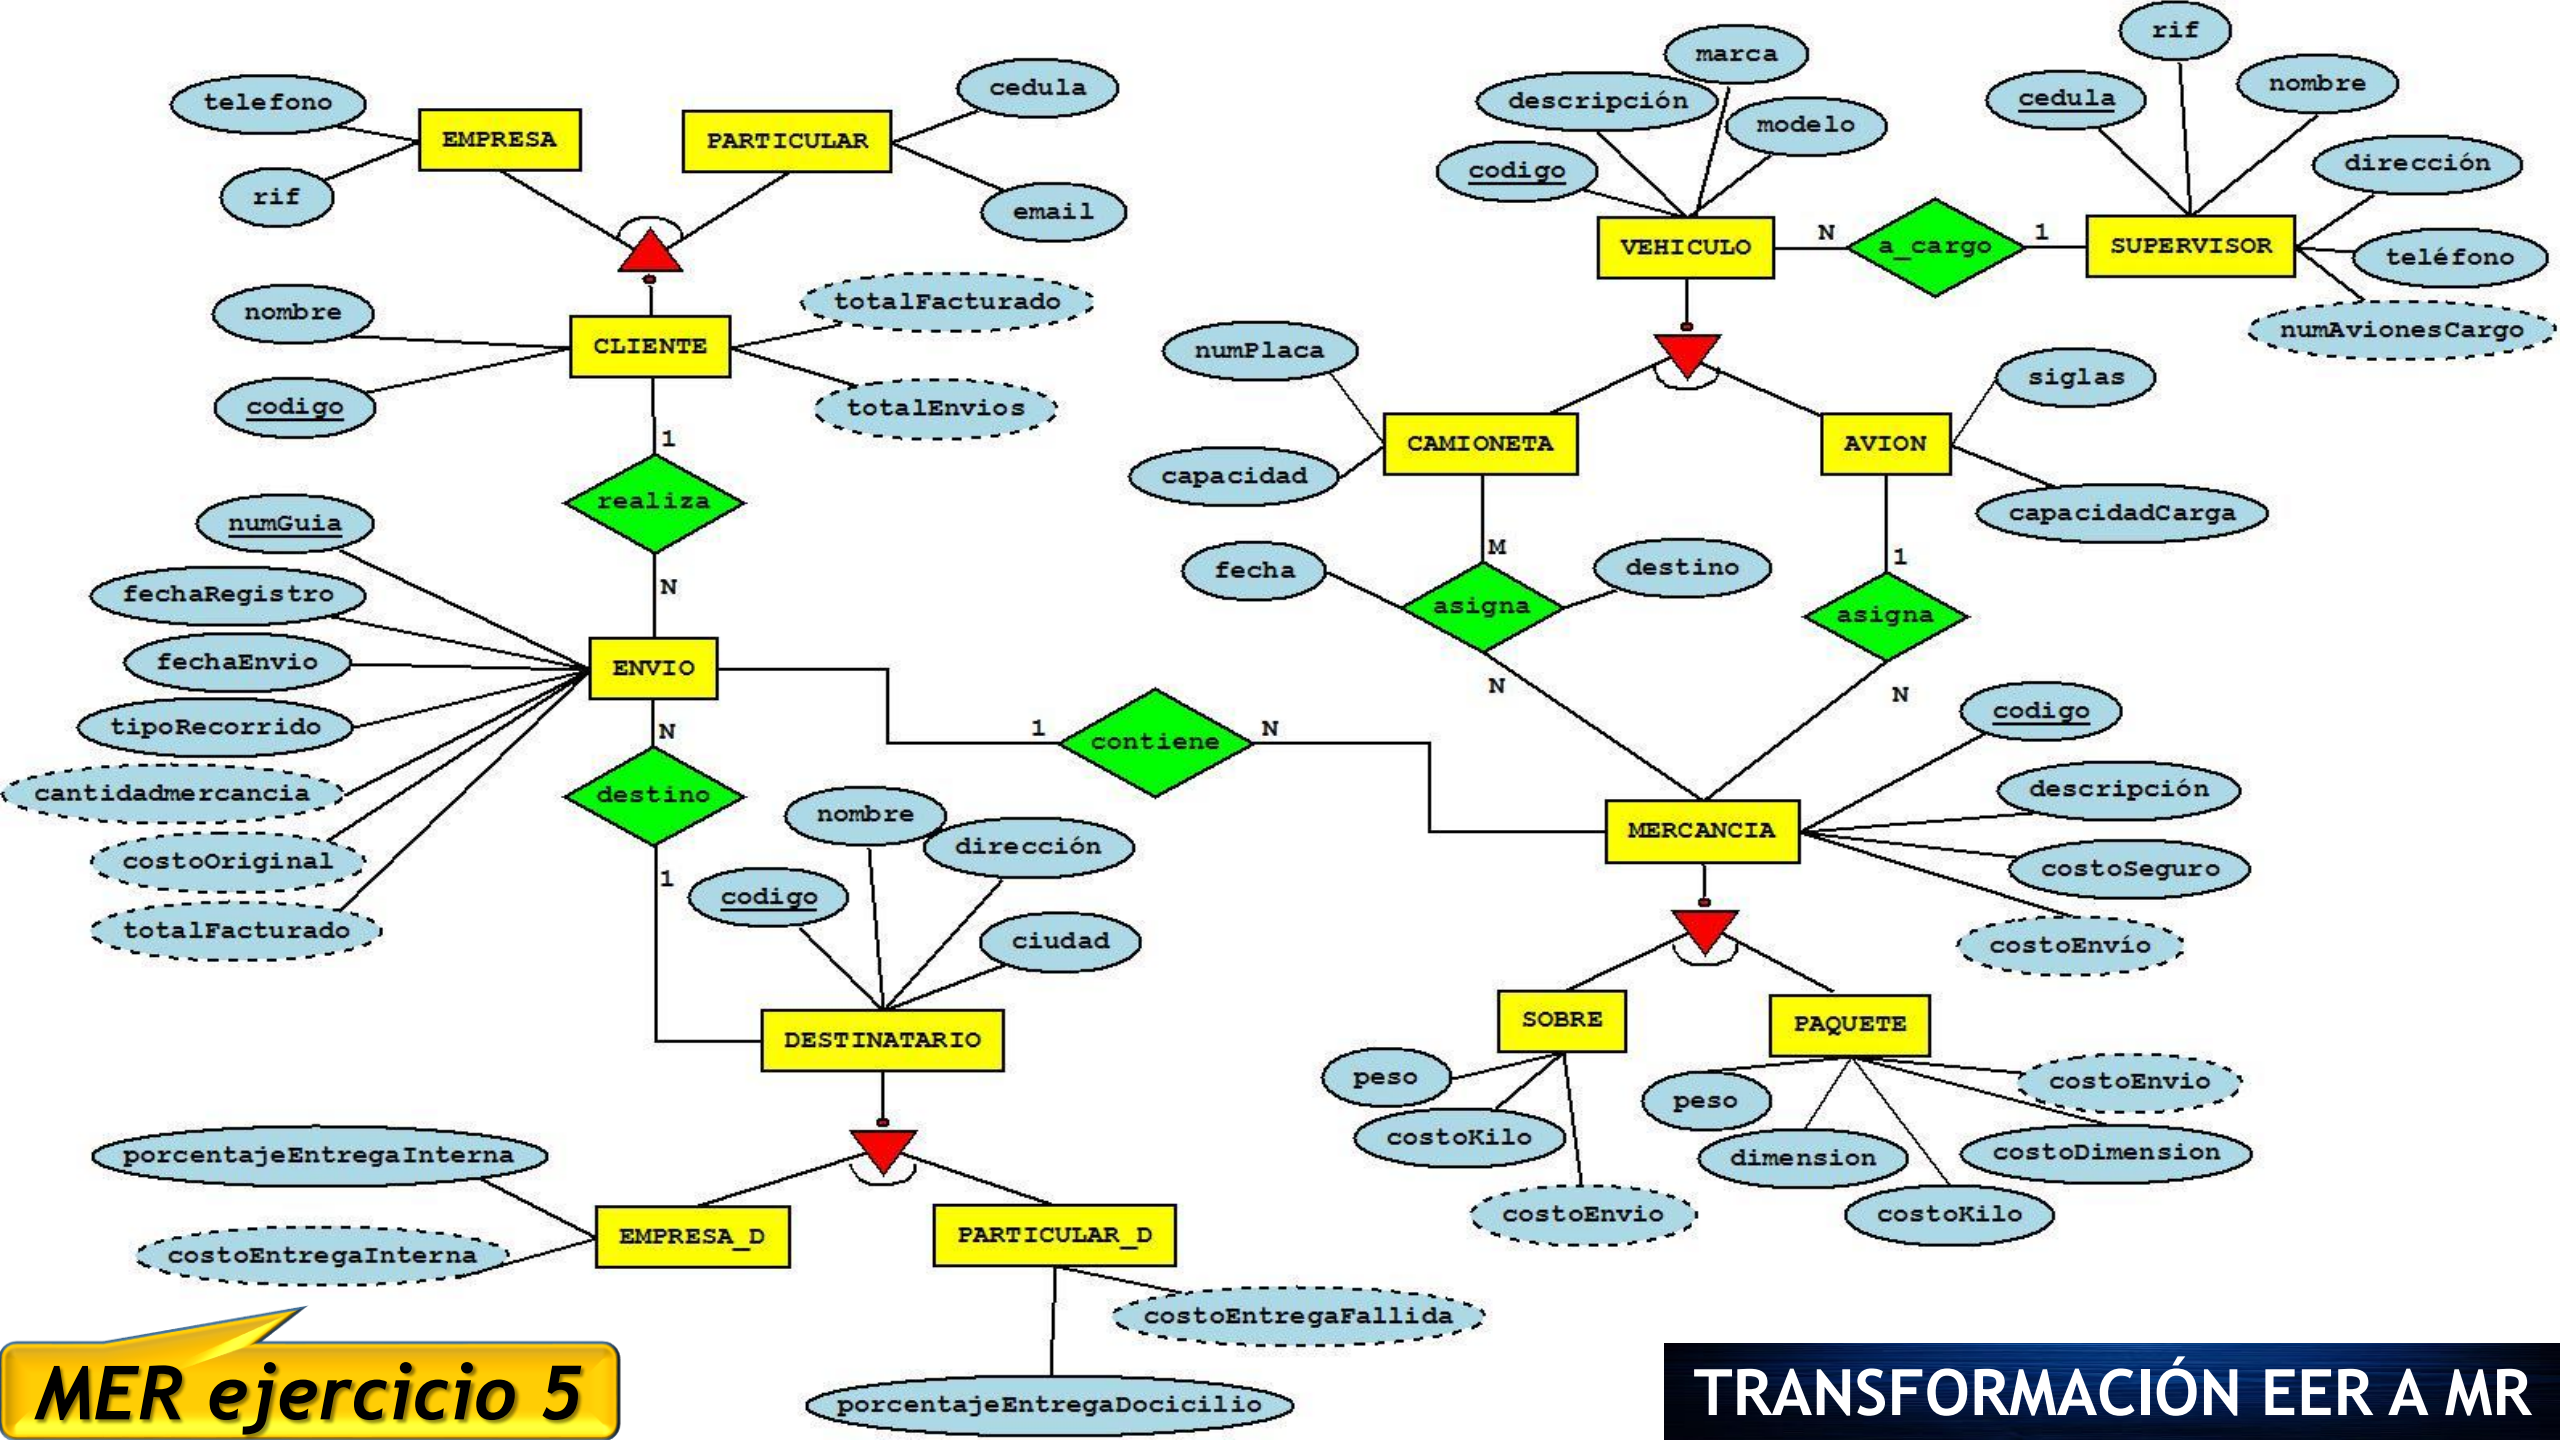 rif
marca
telefono
cedula
descripción
cedula
nombre
EMPRESA
PARTICULAR
modelo
dirección
rif
email
codigo
VEHICULO
N
a_cargo
1
SUPERVISOR
teléfono
nombre
totalFacturado
numAvionesCargo
CLIENTE
numPlaca
siglas
codigo
totalEnvios
1
CAMIONETA
AVION
realiza
capacidad
capacidadCarga
numGuia
M
1
fecha
destino
fechaRegistro
N
asigna
asigna
fechaEnvio
ENVIO
N
N
codigo
tipoRecorrido
N
1
contiene
N
cantidadmercancia
destino
nombre
descripción
MERCANCIA
costoOriginal
dirección
costoSeguro
1
codigo
totalFacturado
ciudad
costoEnvío
DESTINATARIO
SOBRE
PAQUETE
peso
costoEnvio
peso
costoKilo
porcentajeEntregaInterna
dimension
costoDimension
costoEnvio
costoKilo
EMPRESA_D
PARTICULAR_D
costoEntregaInterna
costoEntregaFallida
MER ejercicio 5
porcentajeEntregaDocicilio
TRANSFORMACIÓN EER A MR